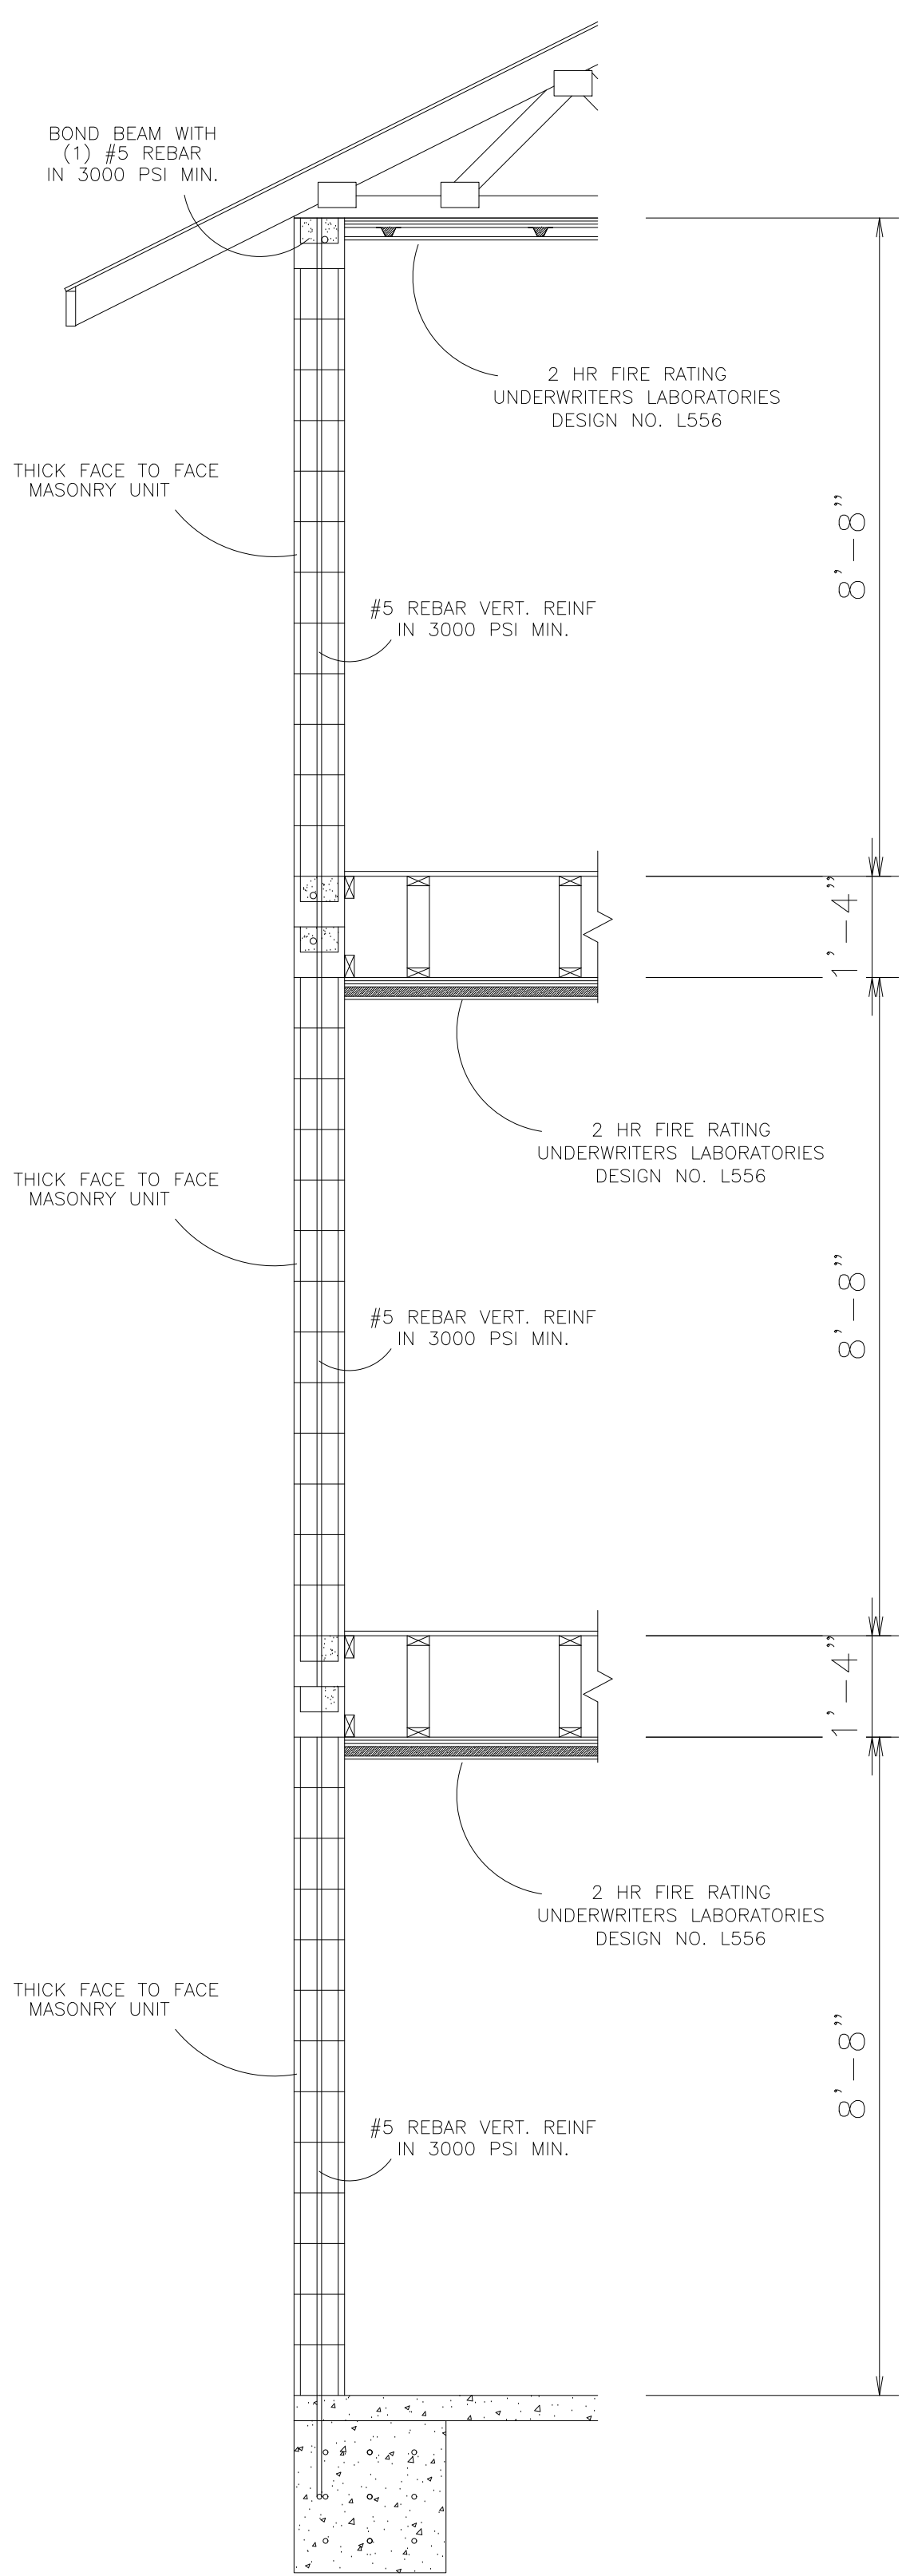 BOND BEAM WITH
(1) #5 REBAR
IN 3000 PSI MIN.
2 HR FIRE RATING
UNDERWRITERS LABORATORIES
DESIGN NO. L556
THICK FACE TO FACE
MASONRY UNIT
8'-8"
#5 REBAR VERT. REINF
IN 3000 PSI MIN.
1'-4"
2 HR FIRE RATING
UNDERWRITERS LABORATORIES
DESIGN NO. L556
THICK FACE TO FACE
MASONRY UNIT
8'-8"
#5 REBAR VERT. REINF
IN 3000 PSI MIN.
1'-4"
2 HR FIRE RATING
UNDERWRITERS LABORATORIES
DESIGN NO. L556
THICK FACE TO FACE
MASONRY UNIT
8'-8"
#5 REBAR VERT. REINF
IN 3000 PSI MIN.